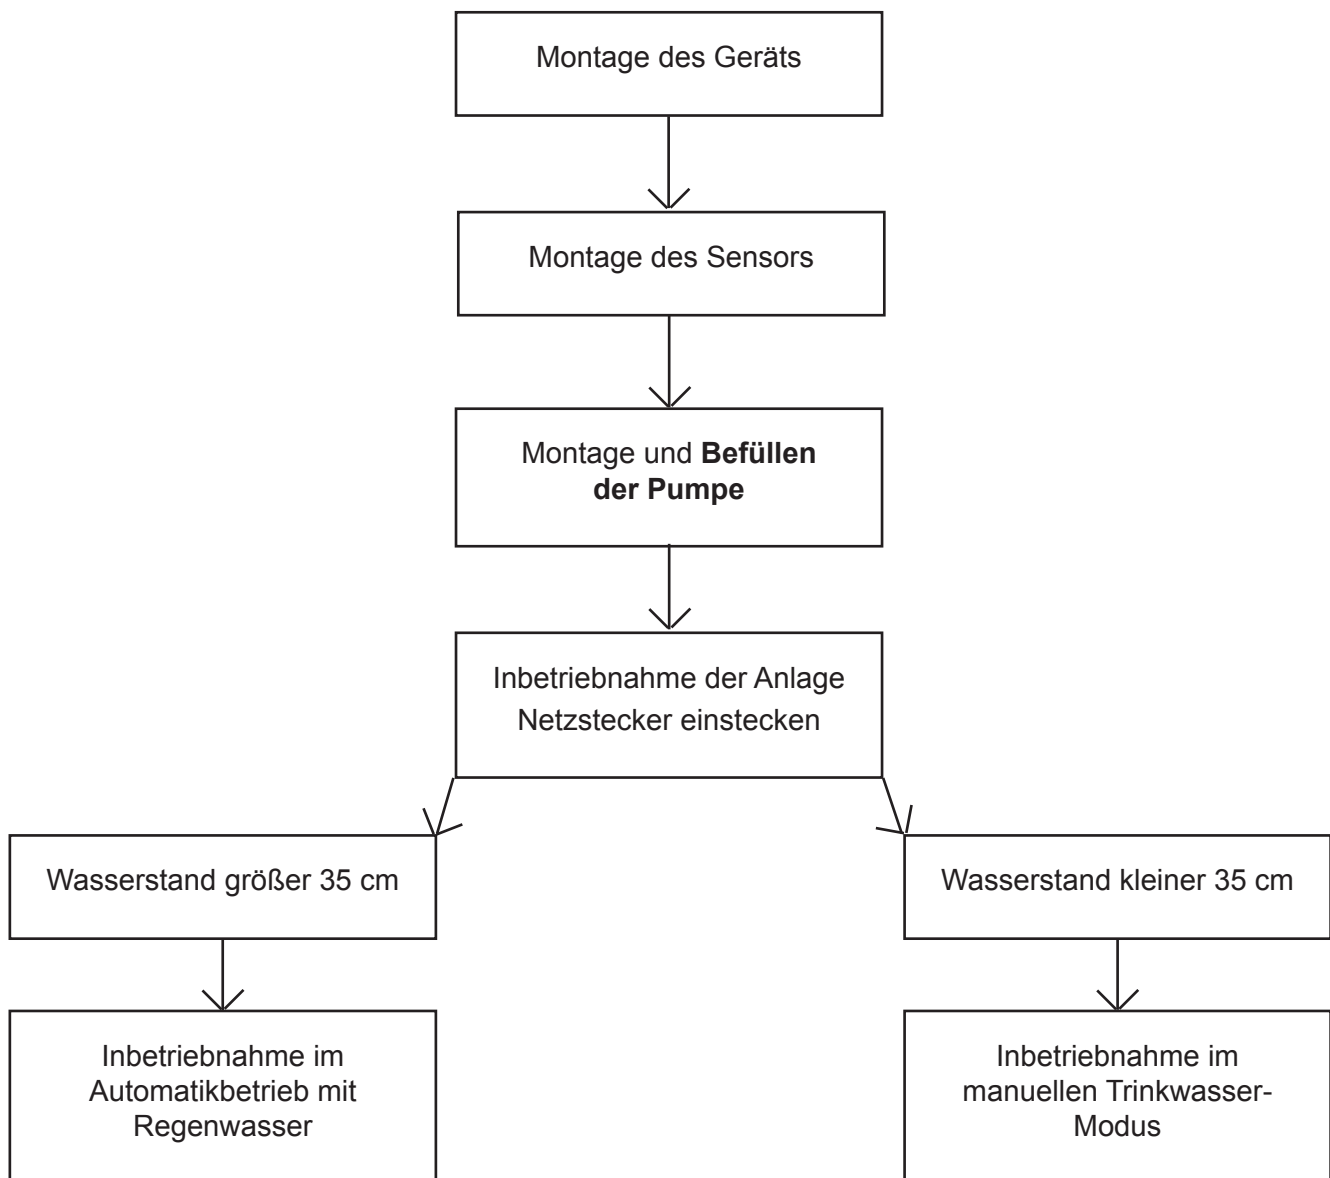 Montage des Geräts
Montage des Sensors
Montage und Befüllen
der Pumpe
Inbetriebnahme der Anlage
Netzstecker einstecken
Wasserstand größer 35 cm
Wasserstand kleiner 35 cm
Inbetriebnahme im
Automatikbetrieb mit
Regenwasser
Inbetriebnahme im
manuellen Trinkwasser-
Modus